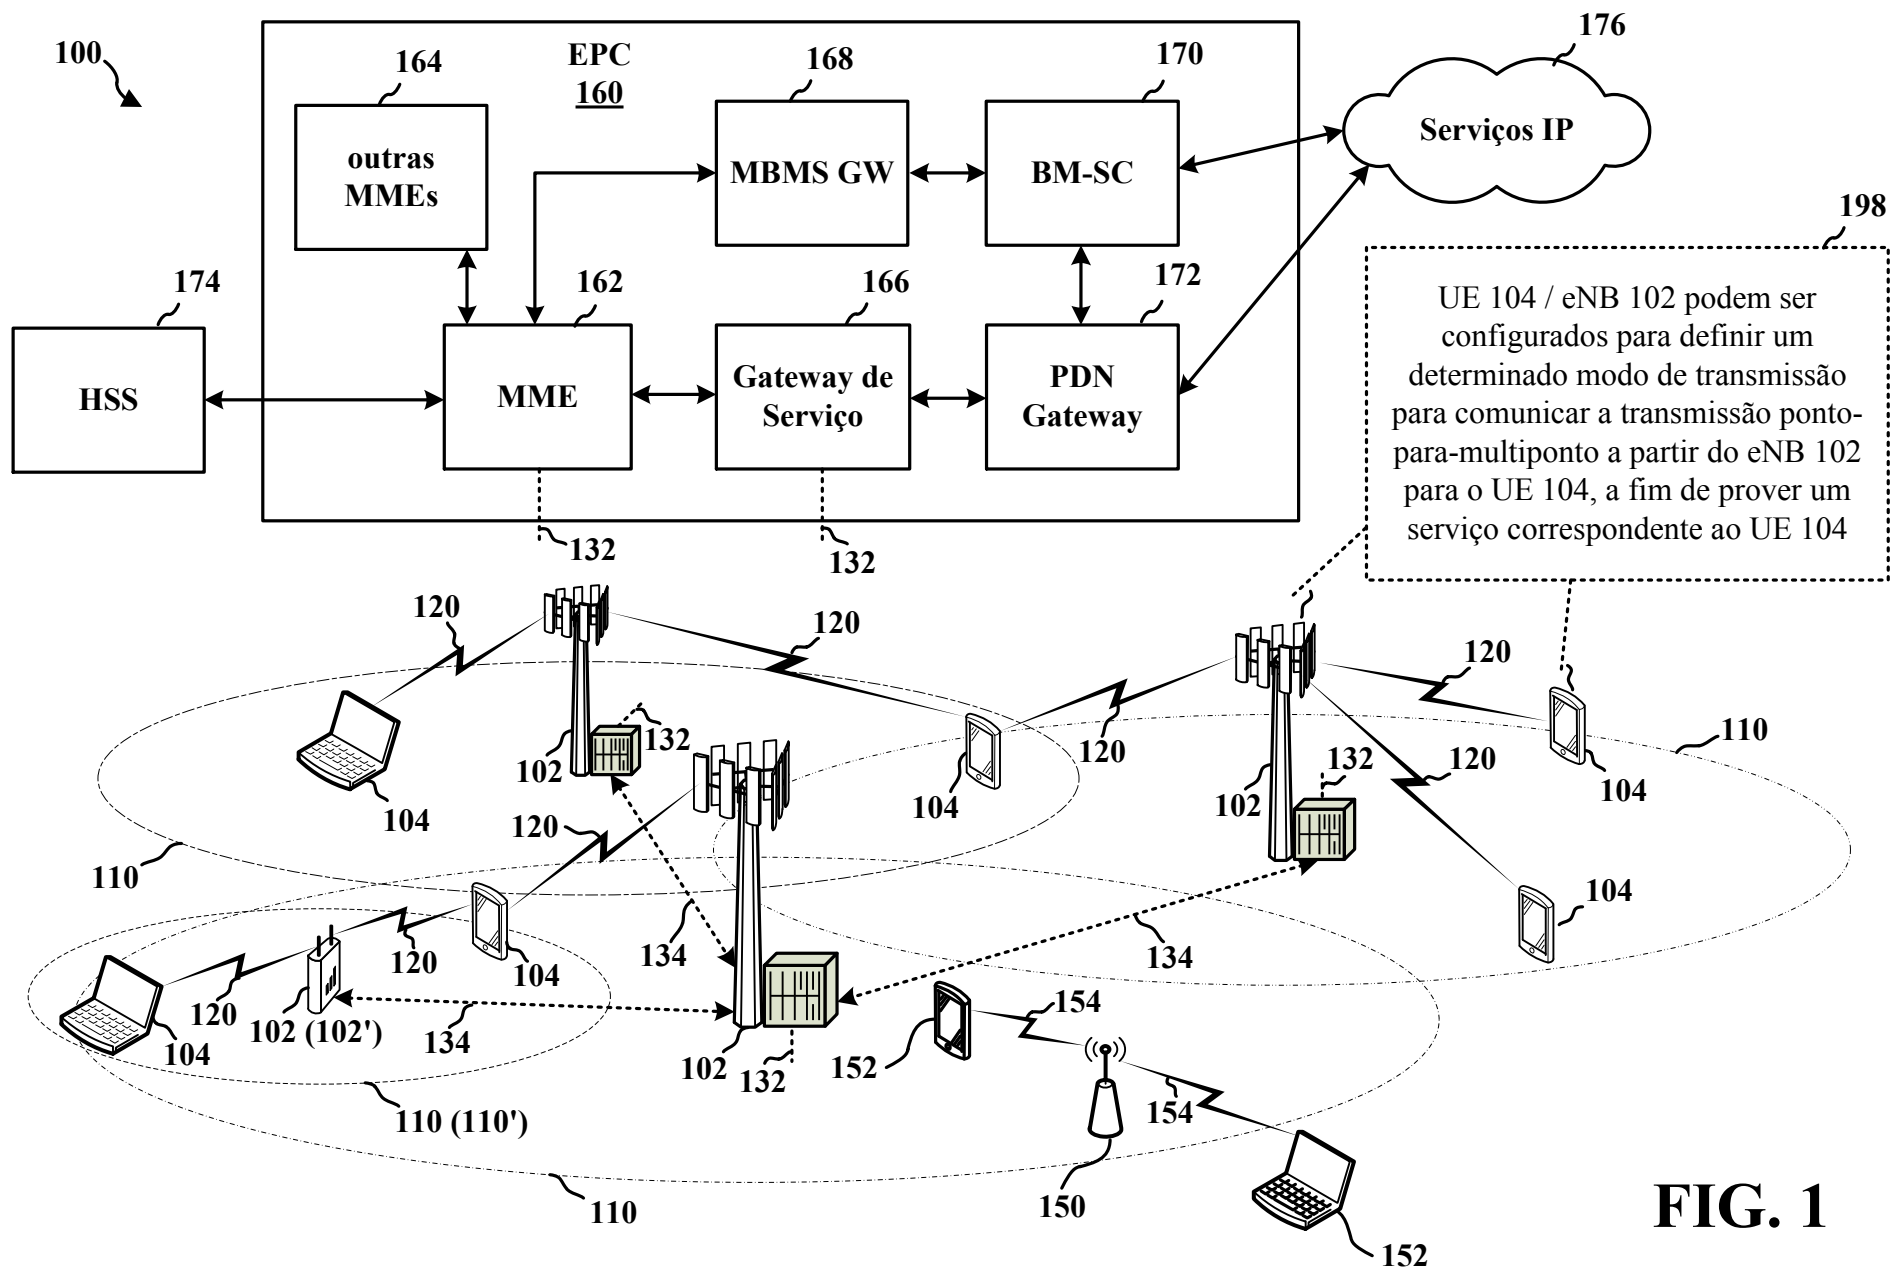 100
EPC
160
164
168
170
176
outras
MMEs
MBMS GW
BM-SC
Serviços IP
198
174
162
166
172
HSS
MME
Gateway de
Serviço
PDN
Gateway
UE 104 / eNB 102 podem ser
configurados para definir um
determinado modo de transmissão
para comunicar a transmissão ponto-
para-multiponto a partir do eNB 102
para o UE 104, a fim de prover um
serviço correspondente ao UE 104
132
132
120
120
120
120
120
132
102
104
104
102
132
104
110
120
110
104
134
134
120
120
104
102 (102')
104
134
102
132
152
154
154
110 (110')
110
150
152
FIG. 1